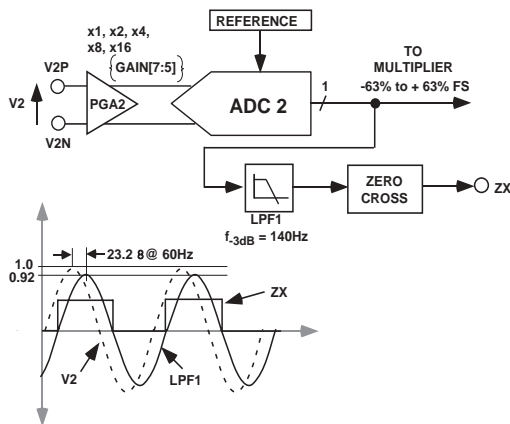 REFERENCE
x1, x2, x4,
x8, x16
{GAIN[7:5]}
TO
MULTIPLIER
-63% to + 63% FS
V2P
V2
PGA2
ADC 2
1
V2N
LPF1
f-3dB = 140Hz
ZERO
CROSS
ZX
23.2 8@ 60Hz
1.0
0.92
ZX
V2
LPF1